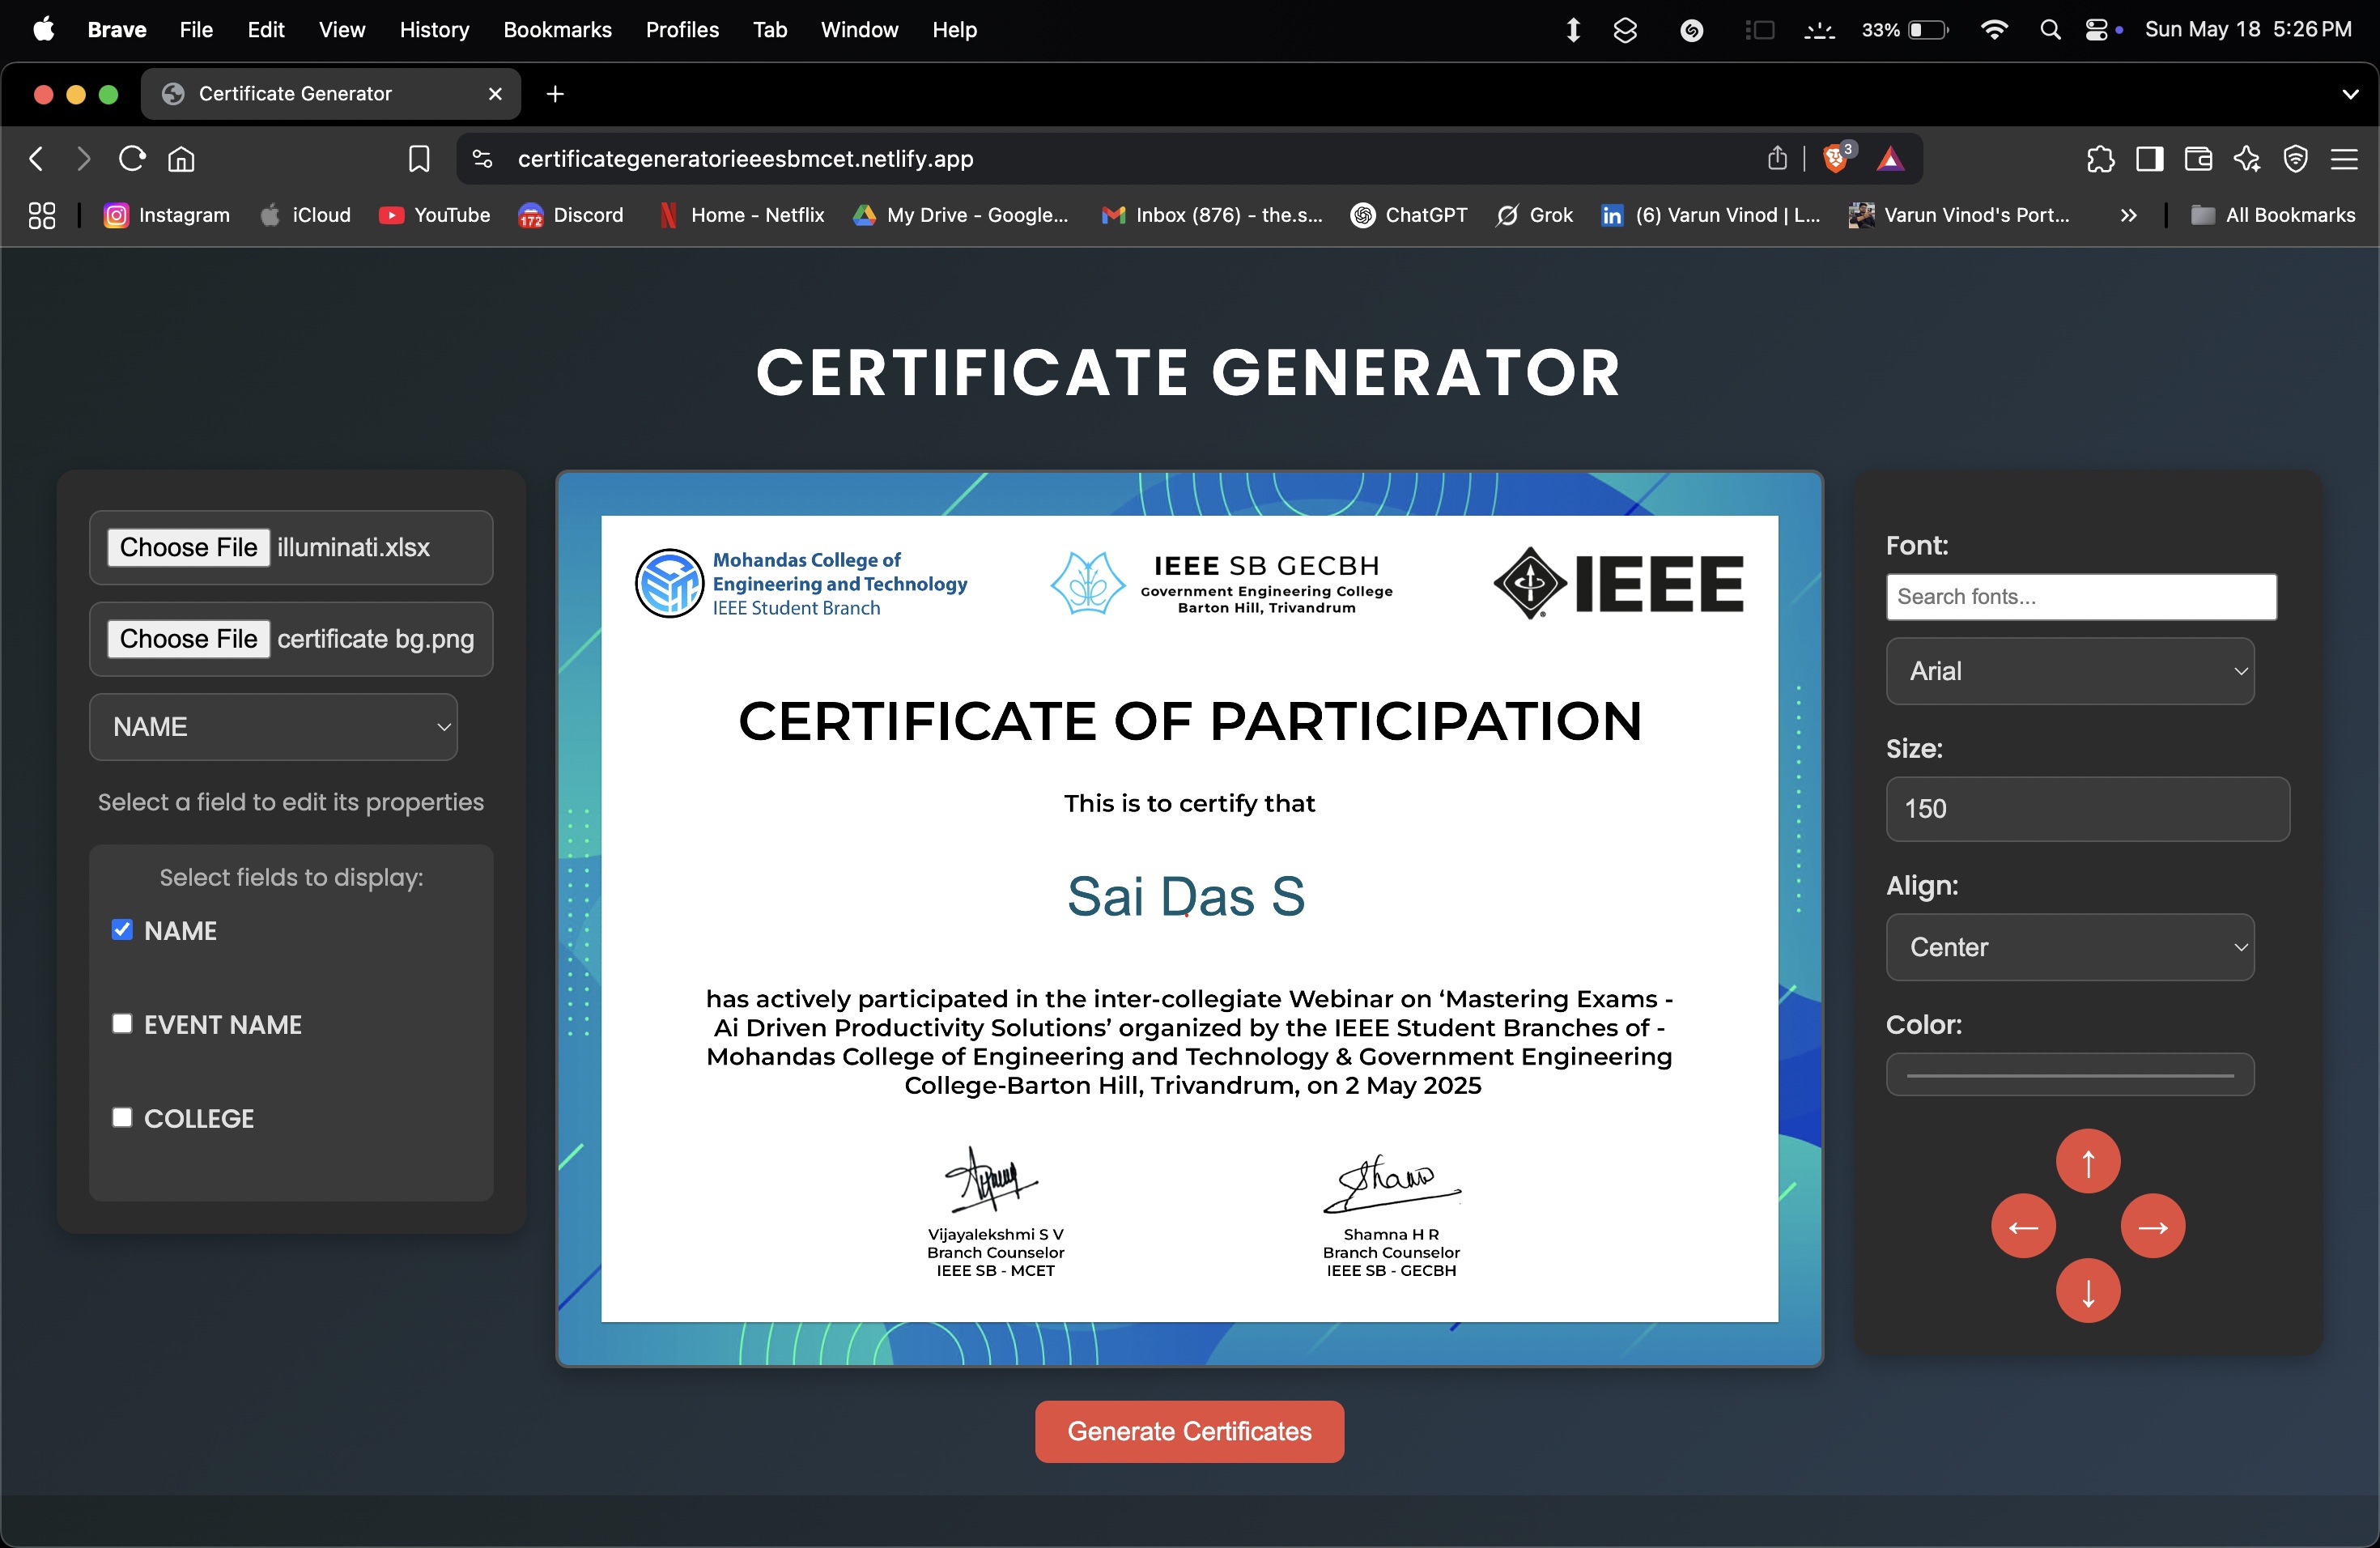 Brave File Edit View History Bookmarks Profiles Tab Window Help 33% Sun May 18 5:26 PM
Certificate Generator
certificategeneratorieeesbmcet.netlify.app 3
Instagram iCloud YouTube 172 Discord Home - Netflix My Drive - Google... Inbox (876) - the.s... ChatGPT Grok (6) Varun Vinod | L... Varun Vinod's Port... All Bookmarks
CERTIFICATE GENERATOR
Choose File illuminati.xlsx
Choose File certificate bg.png
NAME
Select a field to edit its properties
Select fields to display:
NAME
EVENT NAME
COLLEGE
Mohandas College of
Engineering and Technology
IEEE Student Branch
IEEE SB GECBH
Government Engineering College
Barton Hill, Trivandrum
IEEE
CERTIFICATE OF PARTICIPATION
This is to certify that
Sai Das S
has actively participated in the inter-collegiate Webinar on ‘Mastering Exams -
Ai Driven Productivity Solutions’ organized by the IEEE Student Branches of -
Mohandas College of Engineering and Technology & Government Engineering
College-Barton Hill, Trivandrum, on 2 May 2025
Vijayalekshmi S V
Branch Counselor
IEEE SB - MCET
Shamna H R
Branch Counselor
IEEE SB - GECBH
Font:
Search fonts...
Arial
Size:
150
Align:
Center
Color:
↑
← →
↓
Generate Certificates